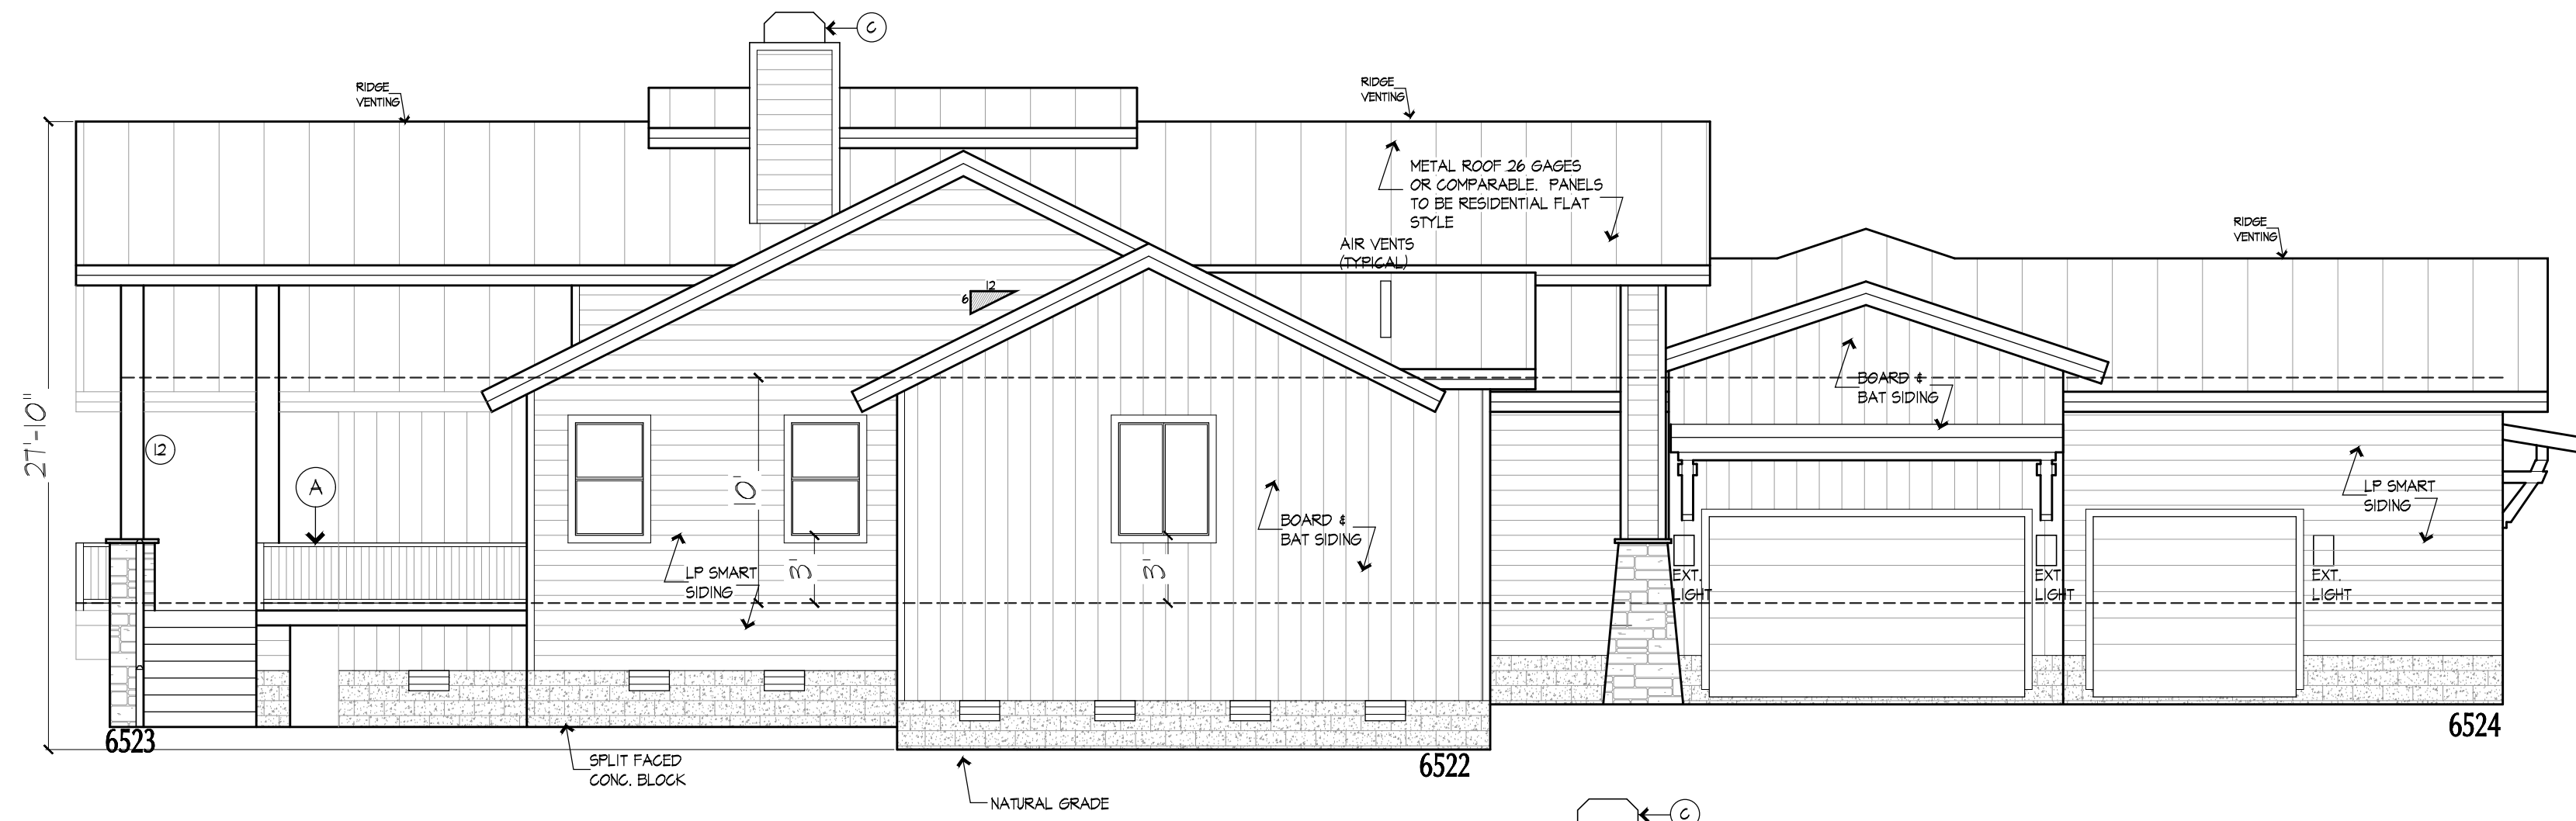 C
RIDGE
VENTING
RIDGE
VENTING
METAL ROOF 26 GAGES
OR COMPARABLE. PANELS
TO BE RESIDENTIAL FLAT
STYLE
AIR VENTS
(TYPICAL)
RIDGE
VENTING
12
6
27'-10"
12
A
10'
3'
LP SMART
SIDING
3'
BOARD &
BAT SIDING
BOARD &
BAT SIDING
LP SMART
SIDING
EXT.
LIGHT
EXT.
LIGHT
EXT.
LIGHT
6523
6524
6522
SPLIT FACED
CONC. BLOCK
NATURAL GRADE
C